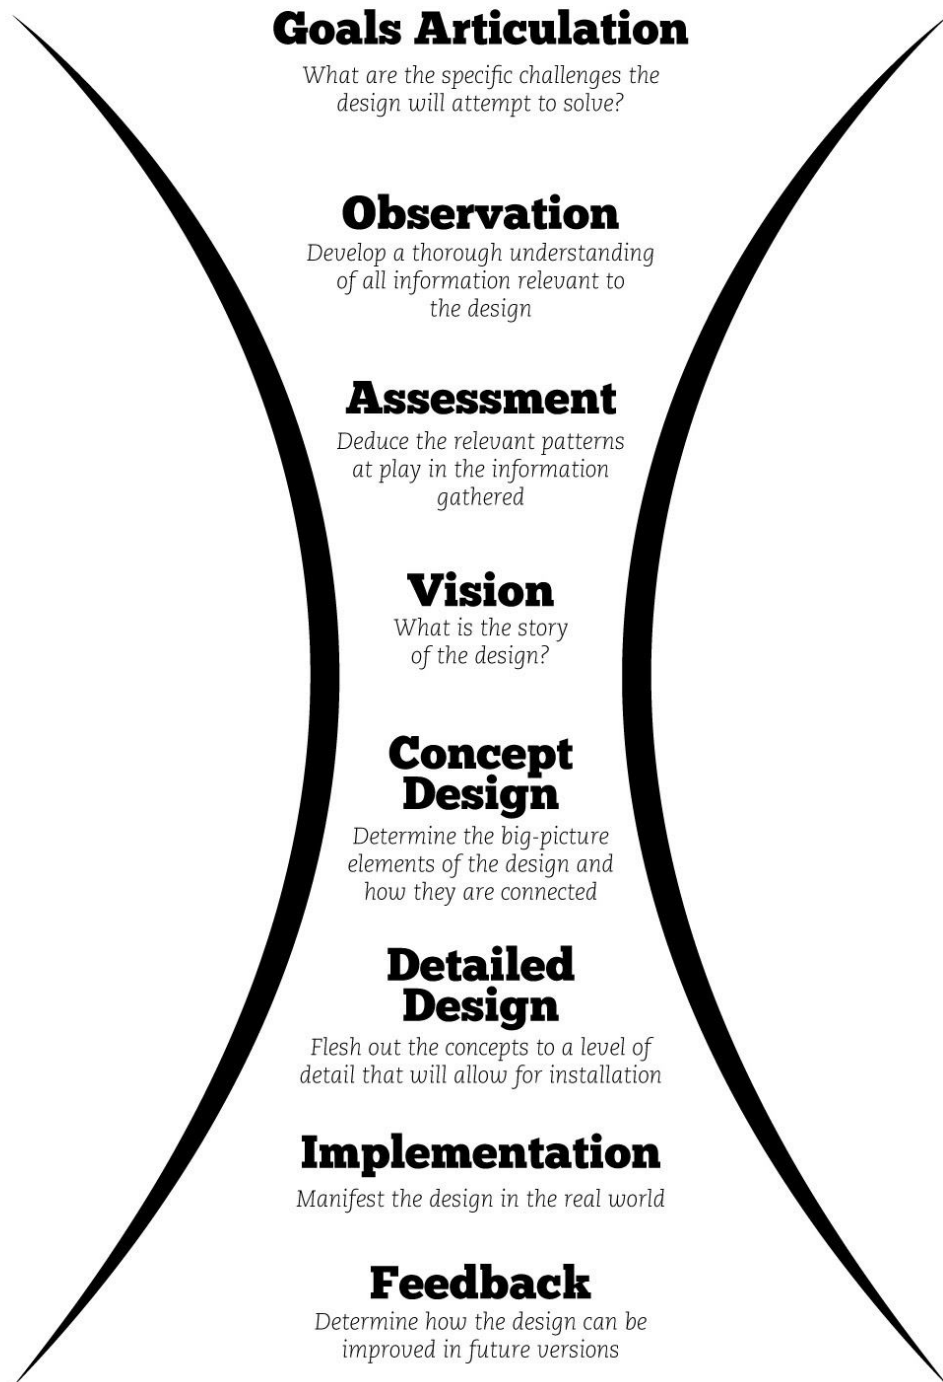 Goals Articulation
What are the specific challenges the
design will attempt to solve?
Observation
Develop a thorough understanding
of all information relevant to
the design
Assessment
Deduce the relevant patterns
at play in the information
gathered
Vision
What is the story
of the design?
Concept
Design
Determine the big-picture
elements of the design and
how they are connected
Detailed
Design
Flesh out the concepts to a level of
detail that will allow for installation
Implementation
Manifest the design in the real world
Feedback
Determine how the design can be
improved in future versions